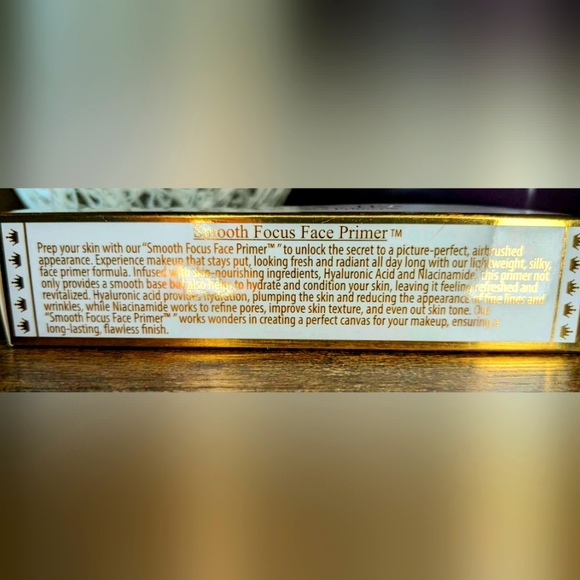 Smooth Focus Face Primer™
Prep your skin with our "Smooth Focus Face Primer™" to unlock the secret to a picture-perfect, airbrushed
appearance. Experience makeup that stays put, looking fresh and radiant all day long with our lightweight, silky,
face primer formula. Infused with skin-nourishing ingredients, Hyaluronic Acid and Niacinamide, this primer not
only provides a smooth base but also helps to hydrate and condition your skin, leaving it feeling refreshed and
revitalized. Hyaluronic acid provides hydration, plumping the skin and reducing the appearance of fine lines and
wrinkles, while Niacinamide works to refine pores, improve skin texture, and even out skin tone. Our
"Smooth Focus Face Primer™" works wonders in creating a perfect canvas for your makeup, ensuring a
long-lasting, flawless finish.